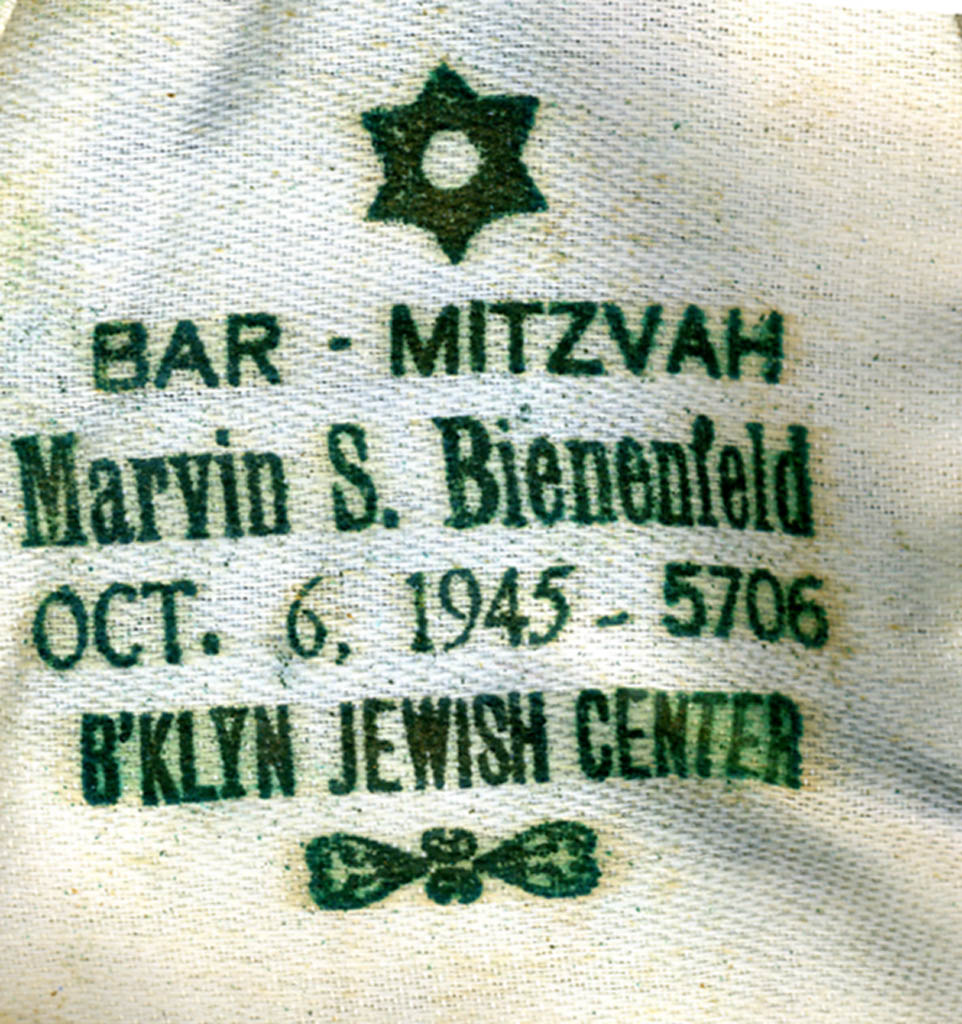 BAR - MITZVAH
Marvin S. Bienenfeld
OCT. 6, 1945 - 5706
B'KLYN JEWISH CENTER